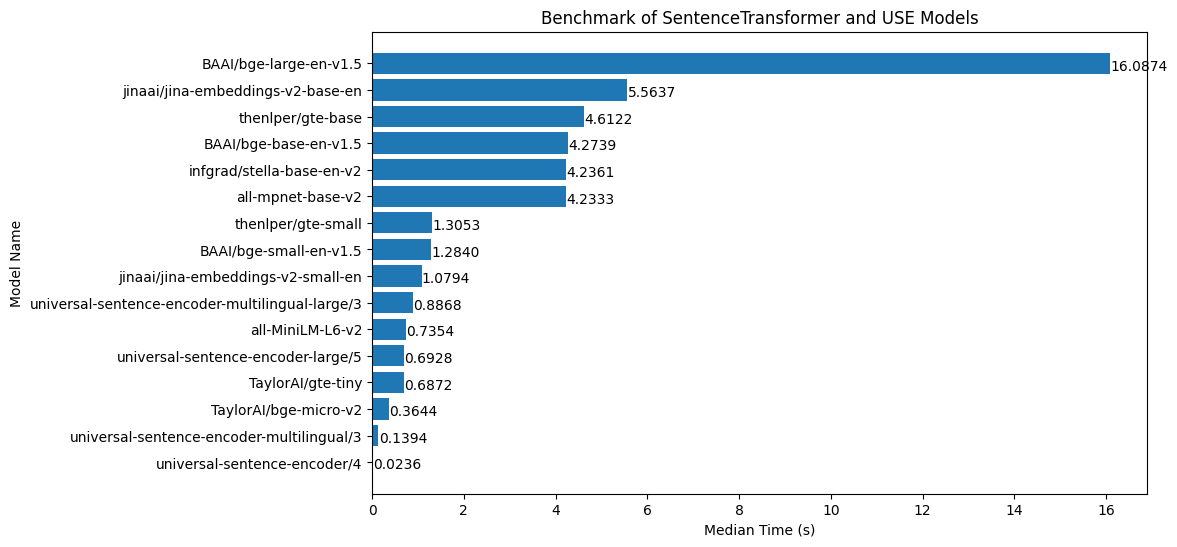 Benchmark of SentenceTransformer and USE Models
Model Name
BAAI/bge-large-en-v1.5 16.0874
jinaai/jina-embeddings-v2-base-en 5.5637
thenlper/gte-base 4.6122
BAAI/bge-base-en-v1.5 4.2739
infgrad/stella-base-en-v2 4.2361
all-mpnet-base-v2 4.2333
thenlper/gte-small 1.3053
BAAI/bge-small-en-v1.5 1.2840
jinaai/jina-embeddings-v2-small-en 1.0794
universal-sentence-encoder-multilingual-large/3 0.8868
all-MiniLM-L6-v2 0.7354
universal-sentence-encoder-large/5 0.6928
TaylorAI/gte-tiny 0.6872
TaylorAI/bge-micro-v2 0.3644
universal-sentence-encoder-multilingual/3 0.1394
universal-sentence-encoder/4 0.0236
0 2 4 6 8 10 12 14 16
Median Time (s)